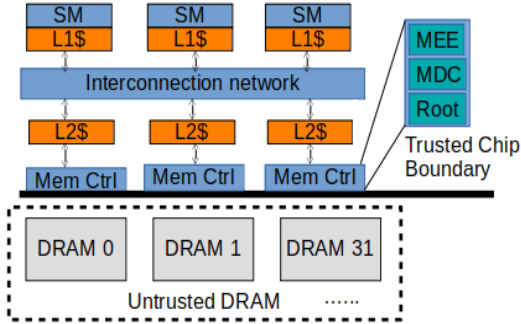 SM SM SM MEE
L1$ L1$ L1$
MDC
Interconnection network
Root
L2$ L2$ L2$
Trusted Chip
Boundary
Mem Ctrl Mem Ctrl Mem Ctrl
DRAM 0 DRAM 1 DRAM 31
Untrusted DRAM ......